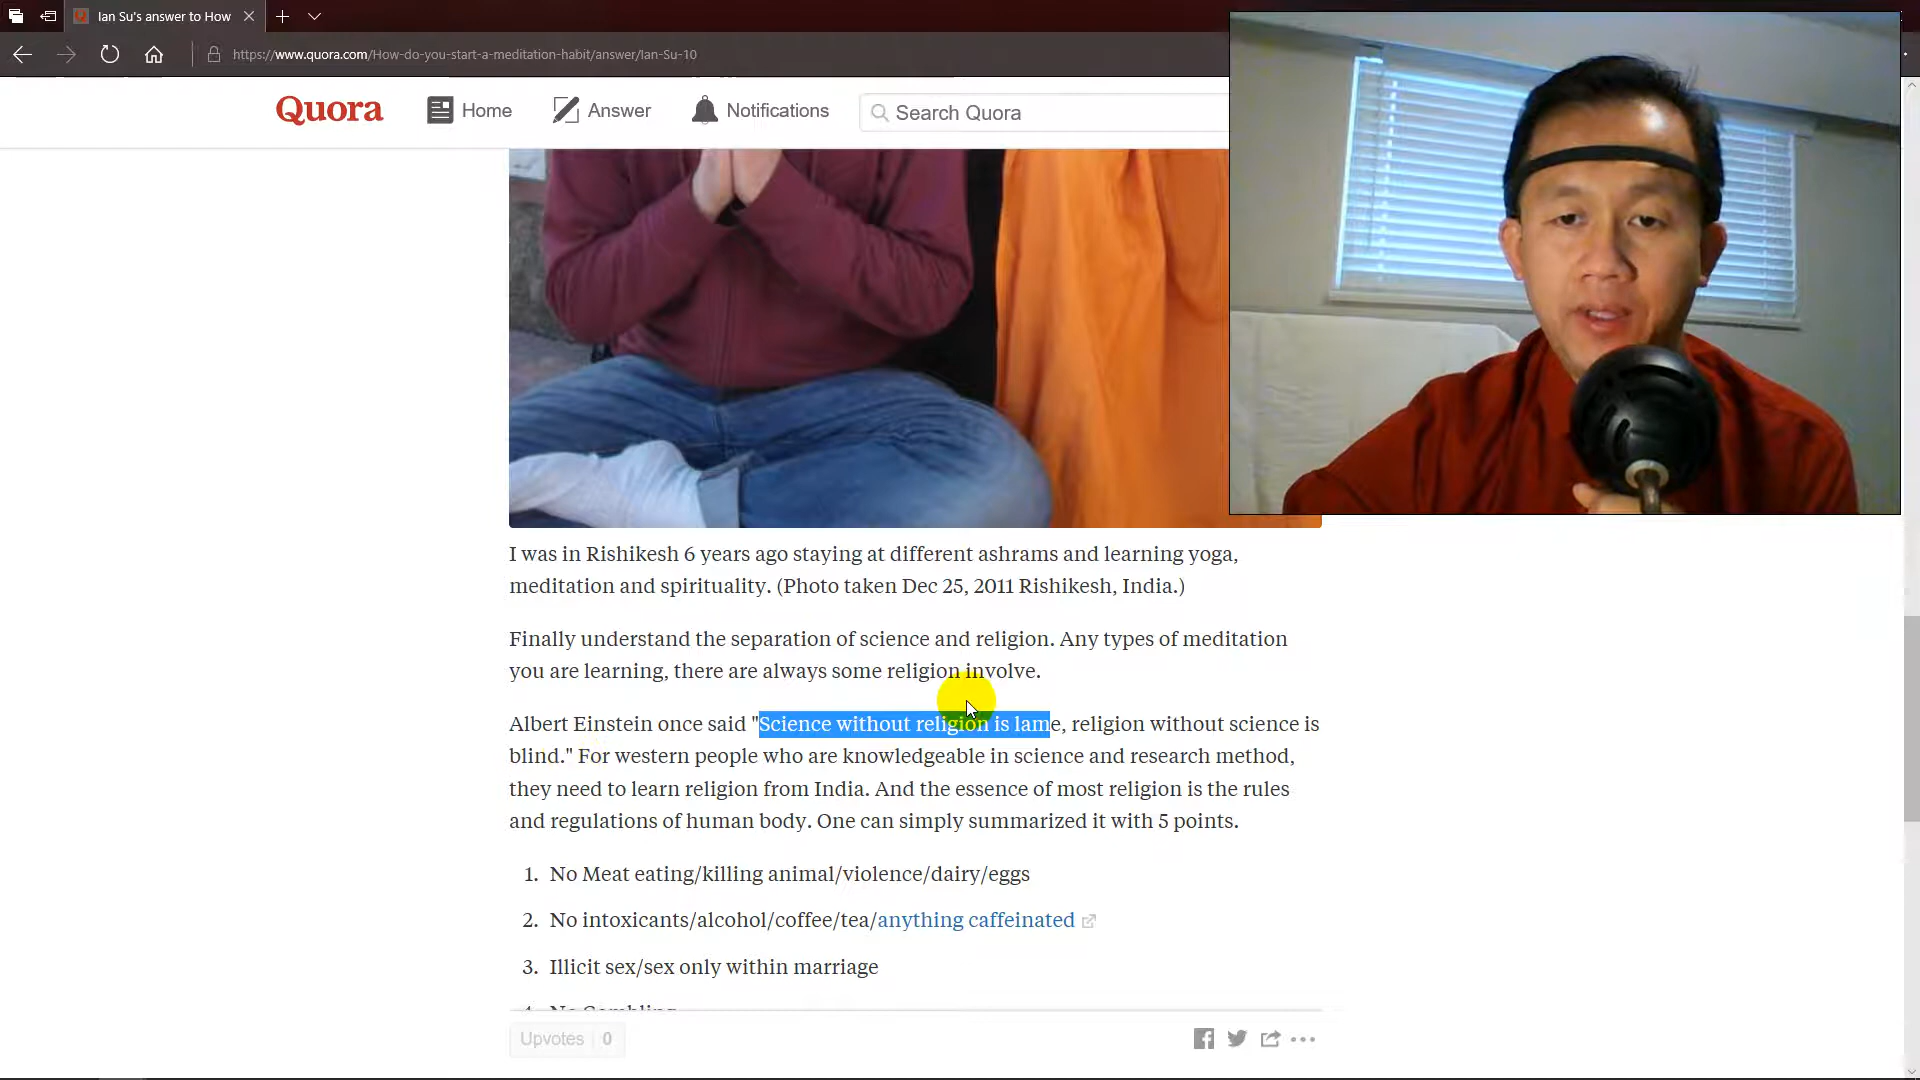 Ian Su's answer to How
https://www.quora.com/How-do-you-start-a-meditation-habit/answer/Ian-Su-10
Quora
Home
Answer
Notifications
Search Quora
I was in Rishikesh 6 years ago staying at different ashrams and learning yoga,
meditation and spirituality. (Photo taken Dec 25, 2011 Rishikesh, India.)
Finally understand the separation of science and religion. Any types of meditation
you are learning, there are always some religion involve.
Albert Einstein once said "Science without religion is lame, religion without science is
blind." For western people who are knowledgeable in science and research method,
they need to learn religion from India. And the essence of most religion is the rules
and regulations of human body. One can simply summarized it with 5 points.
1. No Meat eating/killing animal/violence/dairy/eggs
2. No intoxicants/alcohol/coffee/tea/anything caffeinated
3. Illicit sex/sex only within marriage
4. No Gambling
Upvotes 0